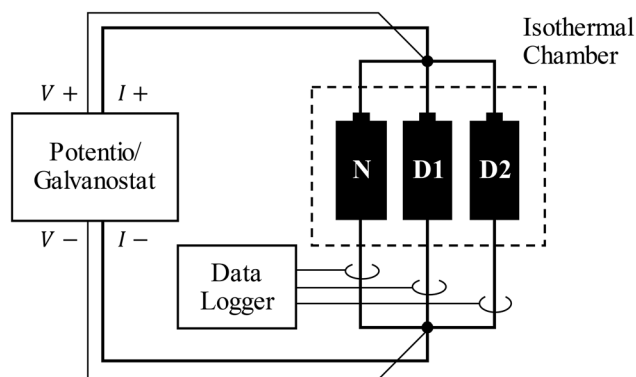 Isothermal
Chamber
V + I +
Potentio/
Galvanostat
V − I −
N D1 D2
Data
Logger